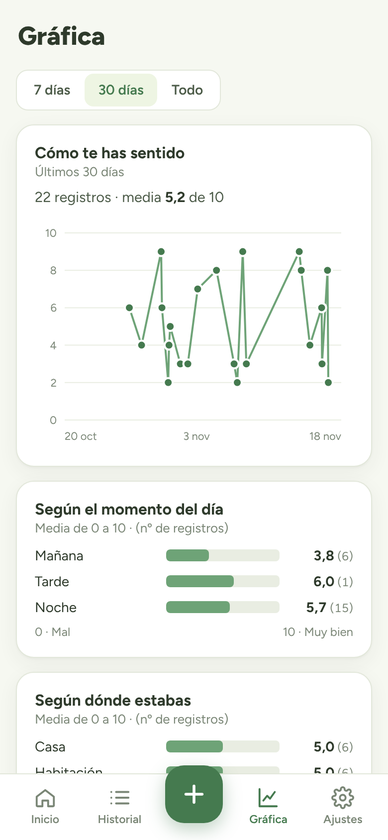 Gráfica
7 días 30 días Todo
Cómo te has sentido
Últimos 30 días
22 registros · media 5,2 de 10
10
8
6
4
2
0
20 oct 3 nov 18 nov
Según el momento del día
Media de 0 a 10 · (nº de registros)
Mañana 3,8 (6)
Tarde 6,0 (1)
Noche 5,7 (15)
0 · Mal 10 · Muy bien
Según dónde estabas
Media de 0 a 10 · (nº de registros)
Casa 5,0 (6)
Habitación 5,0 (6)
Inicio Historial Gráfica Ajustes